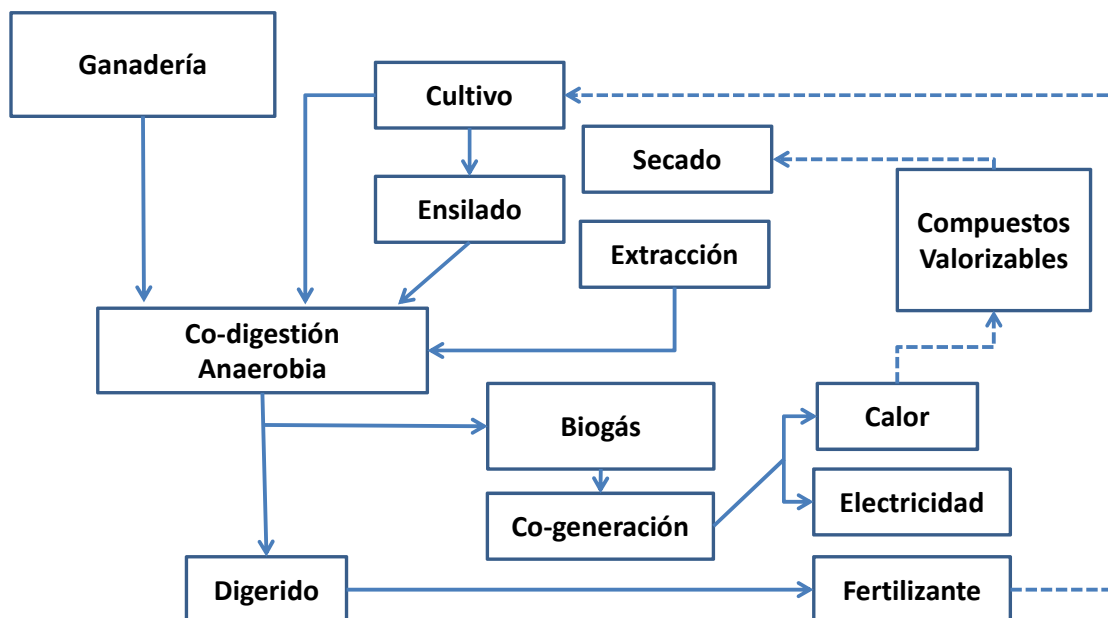 Ganadería
Cultivo
Secado
Ensilado
Compuestos
Valorizables
Extracción
Co-digestión
Anaerobia
Biogás
Calor
Electricidad
Co-generación
Digerido
Fertilizante